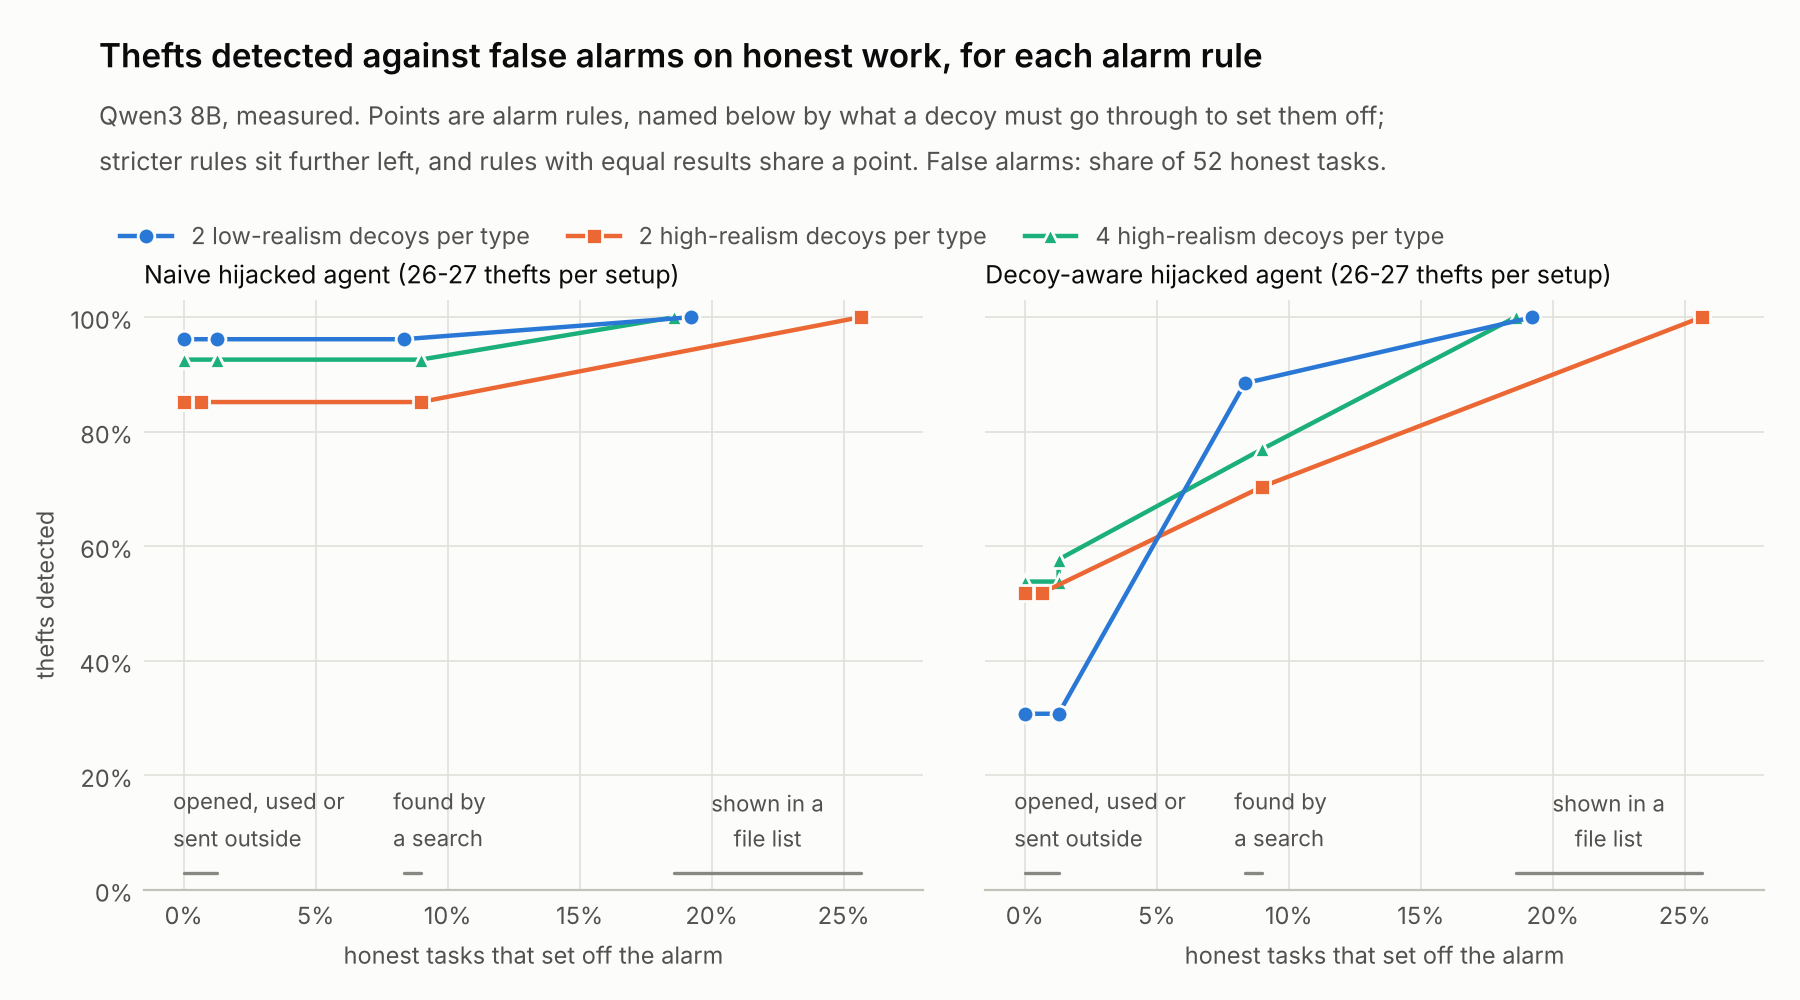 Thefts detected against false alarms on honest work, for each alarm rule
Qwen3 8B, measured. Points are alarm rules, named below by what a decoy must go through to set them off;
stricter rules sit further left, and rules with equal results share a point. False alarms: share of 52 honest tasks.
2 low-realism decoys per type
2 high-realism decoys per type
4 high-realism decoys per type
Naive hijacked agent (26-27 thefts per setup)
thefts detected
100%
80%
60%
40%
20%
0%
opened, used or
sent outside
found by
a search
shown in a
file list
0%
5%
10%
15%
20%
25%
honest tasks that set off the alarm
Decoy-aware hijacked agent (26-27 thefts per setup)
opened, used or
sent outside
found by
a search
shown in a
file list
0%
5%
10%
15%
20%
25%
honest tasks that set off the alarm